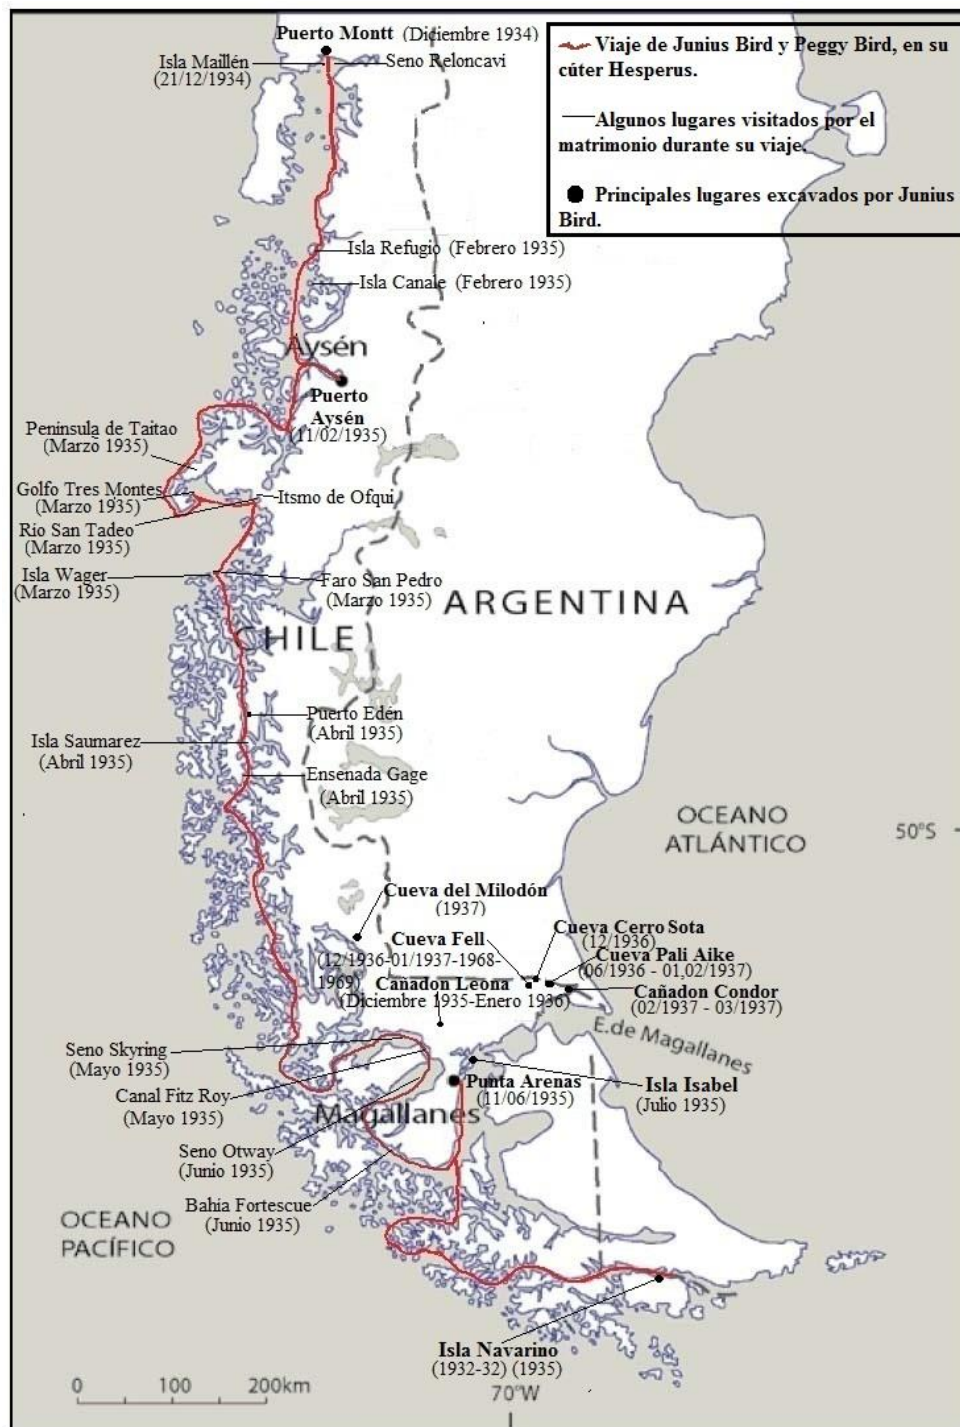 Puerto Montt (Diciembre 1934)
Isla Maillén
(21/12/1934)
Seno Reloncavi
Viaje de Junius Bird y Peggy Bird, en su
cúter Hesperus.
Algunos lugares visitados por el
matrimonio durante su viaje.
Principales lugares excavados por Junius
Bird.
Isla Refugio (Febrero 1935)
Isla Canale (Febrero 1935)
Aysén
Puerto
Aysén
(11/02/1935)
Peninsula de Taitao
(Marzo 1935)
Golfo Tres Montes
(Marzo 1935)
Itsmo de Ofqui
Río San Tadeo
(Marzo 1935)
Isla Wager
(Marzo 1935)
Faro San Pedro
(Marzo 1935)
ARGENTINA
CHILE
Puerto Edén
(Abril 1935)
Isla Saumarez
(Abril 1935)
Ensenada Gage
(Abril 1935)
OCEANO
ATLÁNTICO
50°S
Cueva del Milodón
(1937)
Cueva Fell
(12/1936-01/1937-1968-
1969)
Cueva Cerro Sota
(12/1936)
Cueva Pali Aike
(06/1936 - 01,02/1937)
Cañadon Leona
(Diciembre 1935-Enero 1936)
Cañadon Condor
(02/1937 - 03/1937)
E.de Magallanes
Seno Skyring
(Mayo 1935)
Canal Fitz Roy
(Mayo 1935)
Punta Arenas
(11/06/1935)
Isla Isabel
(Julio 1935)
Magallanes
Seno Otway
(Junio 1935)
Bahia Fortescue
(Junio 1935)
OCEANO
PACÍFICO
Isla Navarino
(1932-32) (1935)
0 100 200km
70°W